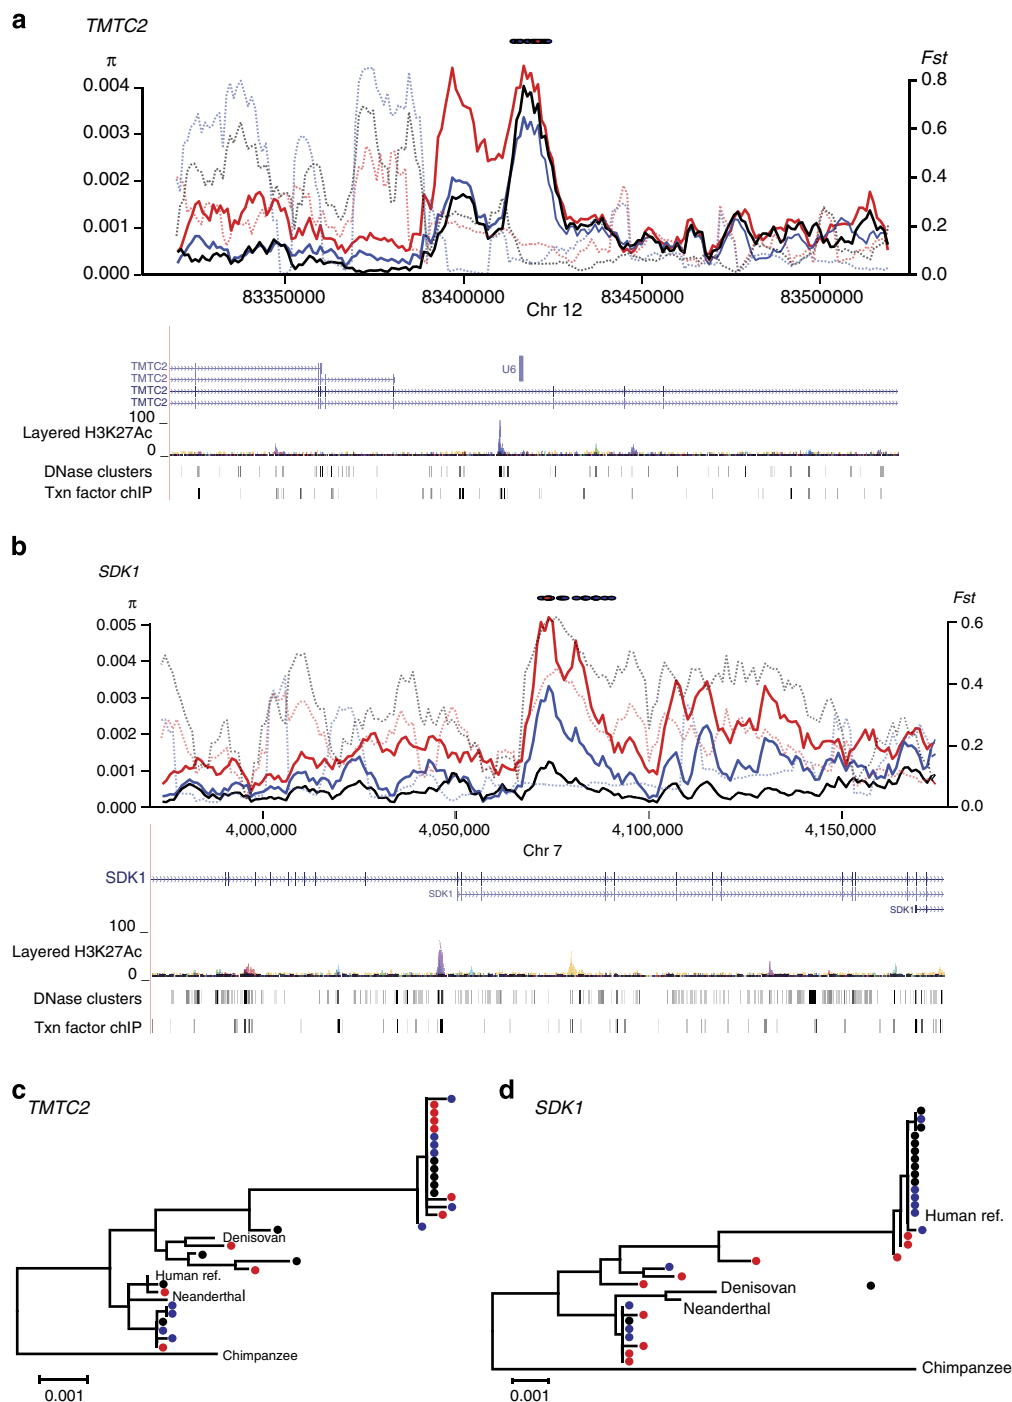 a
TMTC2
π
Fst
0.004
0.003
0.002
0.001
0.000
0.8
0.6
0.4
0.2
0.0
83350000 83400000 83450000 83500000
Chr 12
TMTC2
TMTC2
TMTC2
TMTC2
U6
100
Layered H3K27Ac
0
DNase clusters
Txn factor chIP
b
SDK1
π
Fst
0.005
0.004
0.003
0.002
0.001
0.000
0.6
0.4
0.2
0.0
4,000,000 4,050,000 4,100,000 4,150,000
Chr 7
SDK1
SDK1
SDK1
100
Layered H3K27Ac
0
DNase clusters
Txn factor chIP
c
TMTC2
Denisovan
Human ref.
Neanderthal
Chimpanzee
0.001
d
SDK1
Human ref.
Denisovan
Neanderthal
Chimpanzee
0.001